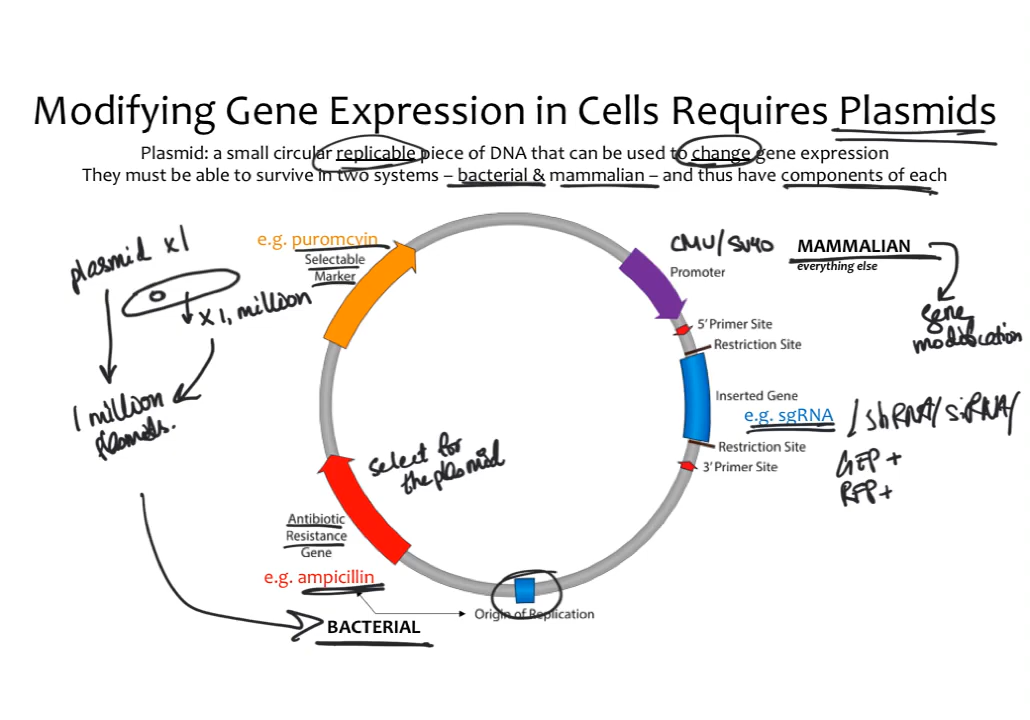 Modifying Gene Expression in Cells Requires Plasmids
Plasmid: a small circular replicable piece of DNA that can be used to change gene expression
They must be able to survive in two systems – bacterial & mammalian – and thus have components of each
plasmid x1
x 1, million
1 million
plasmids.
e.g. puromcyin
Selectable
Marker
CMV/SV40
Promoter
MAMMALIAN
everything else
gene
modification
5' Primer Site
Restriction Site
Inserted Gene
e.g. sgRNA
/ shRNA/siRNA/
GFP +
RFP +
Restriction Site
3' Primer Site
select for
the plasmid
Antibiotic
Resistance
Gene
e.g. ampicillin
Origin of Replication
BACTERIAL